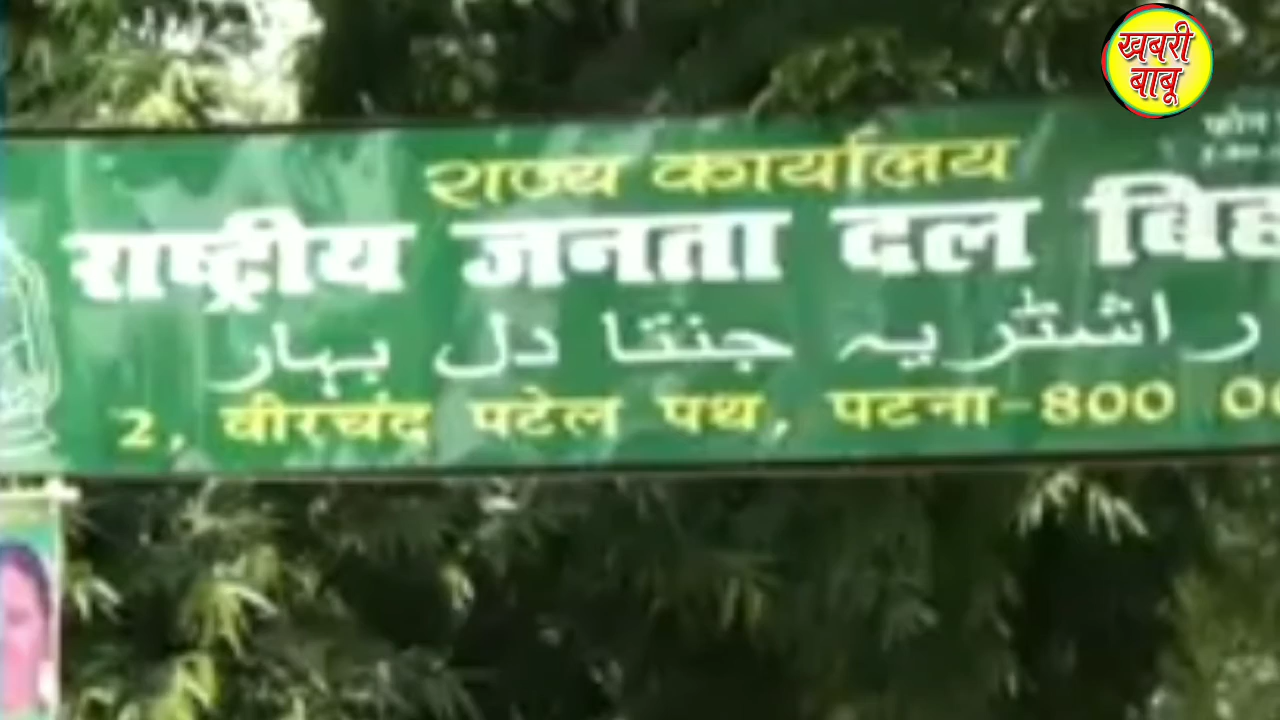 खबरी
बाबू
फोन
राज्य कार्यालय
राष्ट्रीय जनता दल बिह
راشٹریہ جنتا دل بہار
2, वीरचंद पटेल पथ, पटना-800 00